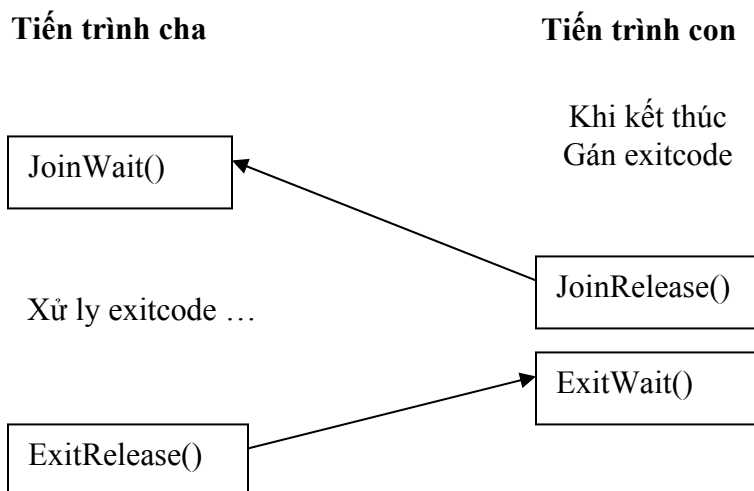 Tiến trình cha
Tiến trình con
Khi kết thúc
Gán exitcode
JoinWait()
JoinRelease()
Xử ly exitcode …
ExitWait()
ExitRelease()